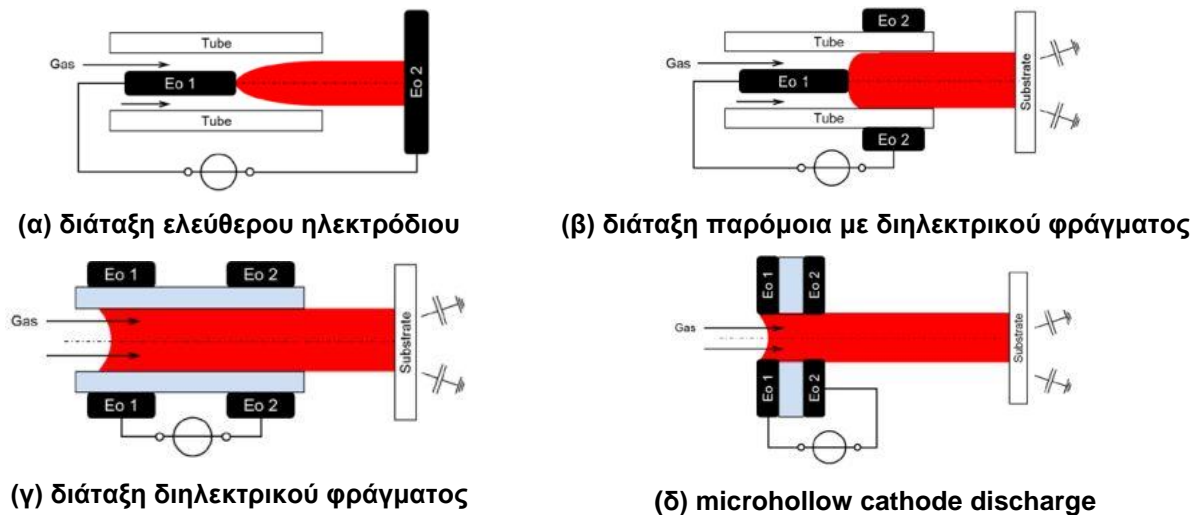 Tube
Gas
Eo 1
Eo 2
Tube
(α) διάταξη ελεύθερου ηλεκτρόδιου
Eo 2
Tube
Gas
Eo 1
Substrate
Tube
Eo 2
(β) διάταξη παρόμοια με διηλεκτρικού φράγματος
Eo 1
Eo 2
Gas
Substrate
Eo 1
Eo 2
(γ) διάταξη διηλεκτρικού φράγματος
Eo 1
Eo 2
Gas
Substrate
Eo 1
Eo 2
(δ) microhollow cathode discharge